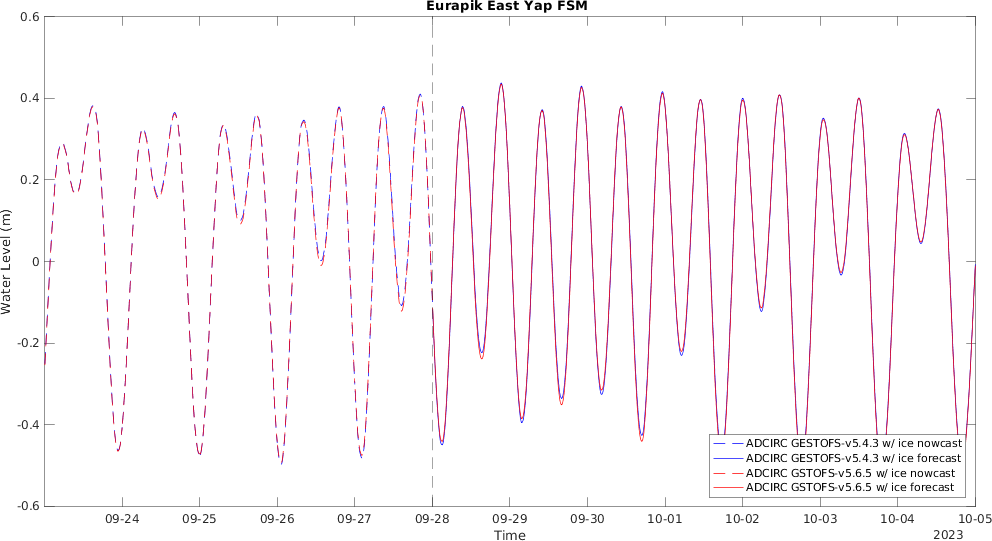 Eurapik East Yap FSM
0.6
0.4
0.2
0
-0.2
-0.4
-0.6
Water Level (m)
ADCIRC GESTOFS-v5.4.3 w/ ice nowcast
ADCIRC GESTOFS-v5.4.3 w/ ice forecast
ADCIRC GSTOFS-v5.6.5 w/ ice nowcast
ADCIRC GSTOFS-v5.6.5 w/ ice forecast
09-24 09-25 09-26 09-27 09-28 09-29 09-30 10-01 10-02 10-03 10-04 10-05
Time
2023